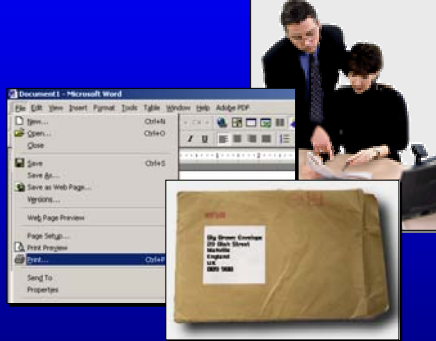 Document1 - Microsoft Word
File Edit View Insert Format Tools Table Window Help Adobe PDF
New... Ctrl+N
Open... Ctrl+O
Close
Save Ctrl+S
Save As...
Save as Web Page...
Versions...
Web Page Preview
Page Setup...
Print Preview
Print... Ctrl+P
Send To
Properties
Big Brown Envelope
Street
England
UK